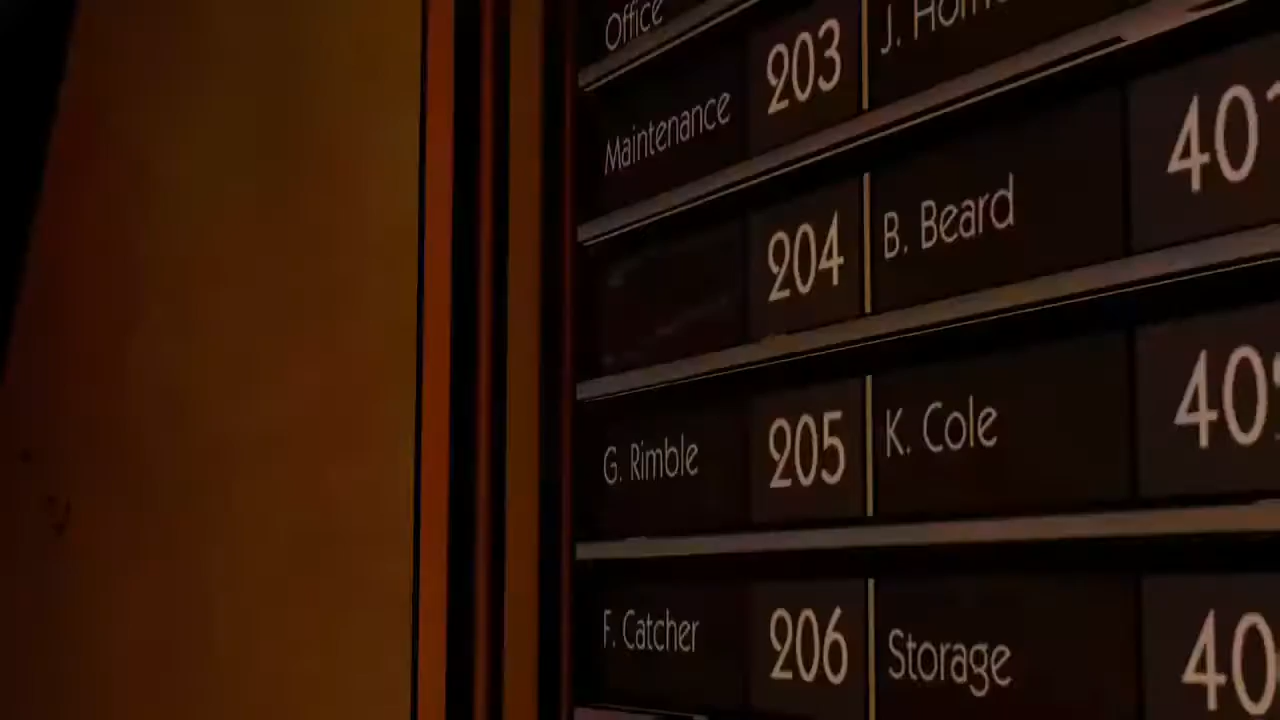 Office
Maintenance 203
204
G. Rimble 205
F. Catcher 206
J.
B. Beard
K. Cole
Storage